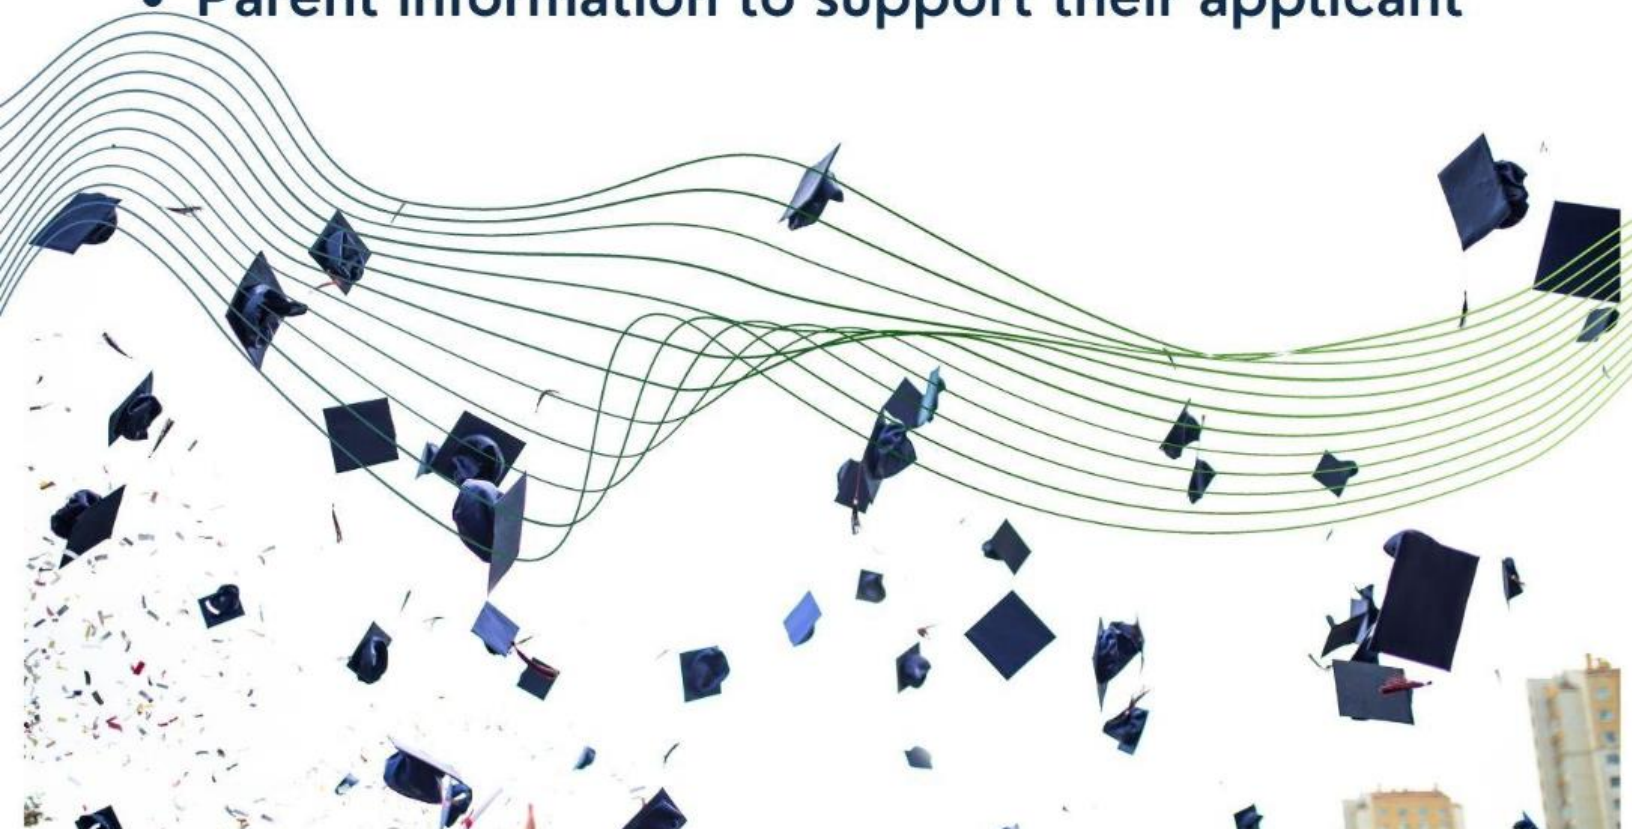 • Parent information to support their applicant